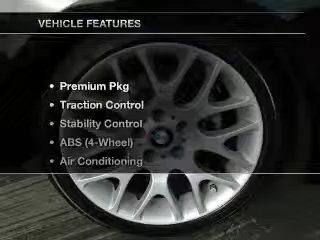 VEHICLE FEATURES
• Premium Pkg
• Traction Control
• Stability Control
• ABS (4-Wheel)
• Air Conditioning